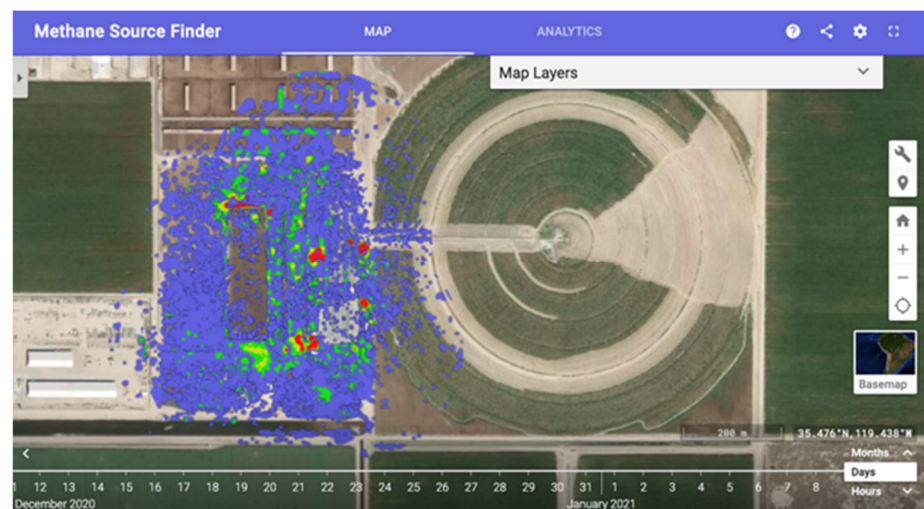 Methane Source Finder MAP ANALYTICS
Map Layers
Basemap
200 m 35.476°N,119.438°W
Months
Days
Hours
12 13 14 15 16 17 18 19 20 21 22 23 24 25 26 27 28 29 30 31 1 2 3 4 5 6 7 8
December 2020 January 2021